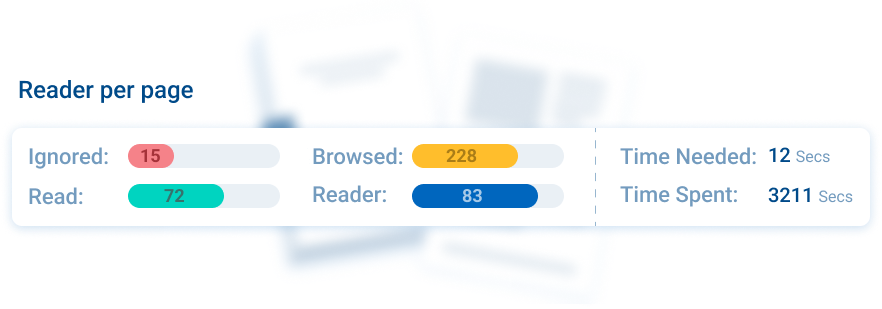 Reader per page
Ignored: 15 Browsed: 228 Time Needed: 12 Secs
Read: 72 Reader: 83 Time Spent: 3211 Secs